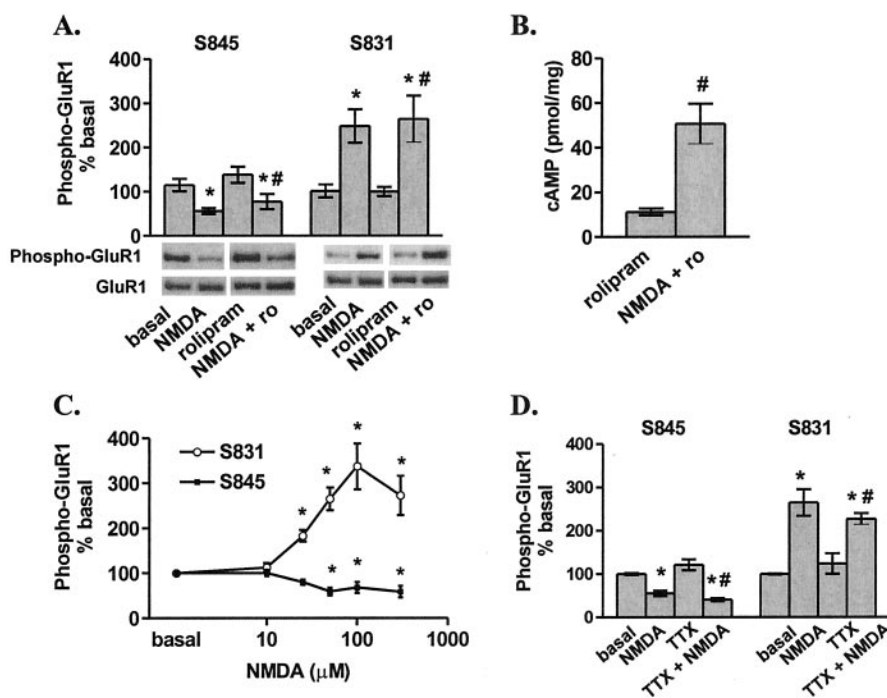 A.
S845 S831
Phospho-GluR1
% basal
400
300
200
100
0
* *# * *#
Phospho-GluR1
GluR1
basal NMDA rolipram NMDA + ro basal NMDA rolipram NMDA + ro
B.
cAMP (pmol/mg)
80
60
40
20
0
#
rolipram NMDA + ro
C.
Phospho-GluR1
% basal
400
300
200
100
0
S831
S845
* * * *
* * *
basal 10 100 1000
NMDA (μM)
D.
S845 S831
Phospho-GluR1
% basal
400
300
200
100
0
* *# * *#
basal NMDA TTX TTX + NMDA basal NMDA TTX TTX + NMDA